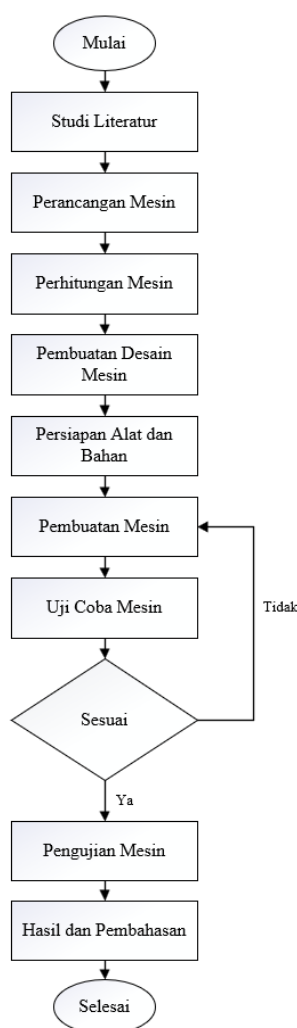 Mulai
Studi Literatur
Perancangan Mesin
Perhitungan Mesin
Pembuatan Desain
Mesin
Persiapan Alat dan
Bahan
Pembuatan Mesin
Uji Coba Mesin
Tidak
Sesuai
Ya
Pengujian Mesin
Hasil dan Pembahasan
Selesai